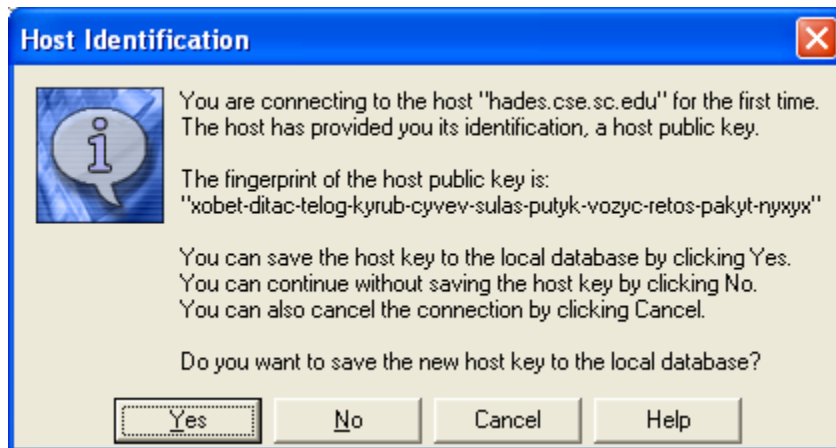 Host Identification
You are connecting to the host "hades.cse.sc.edu" for the first time.
The host has provided you its identification, a host public key.
The fingerprint of the host public key is:
"xobet-ditac-telog-kyrub-cyvev-sulas-putyk-vozyc-retos-pakyt-nyxyx"
You can save the host key to the local database by clicking Yes.
You can continue without saving the host key by clicking No.
You can also cancel the connection by clicking Cancel.
Do you want to save the new host key to the local database?
Yes No Cancel Help